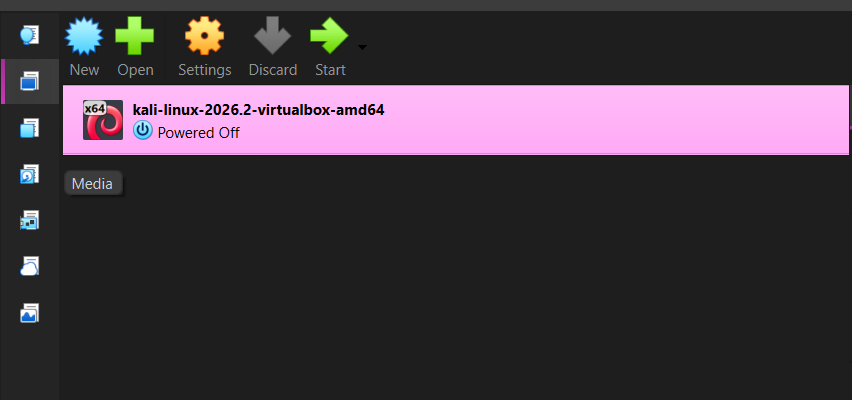 New
Open
Settings
Discard
Start
x64
kali-linux-2026.2-virtualbox-amd64
Powered Off
Media